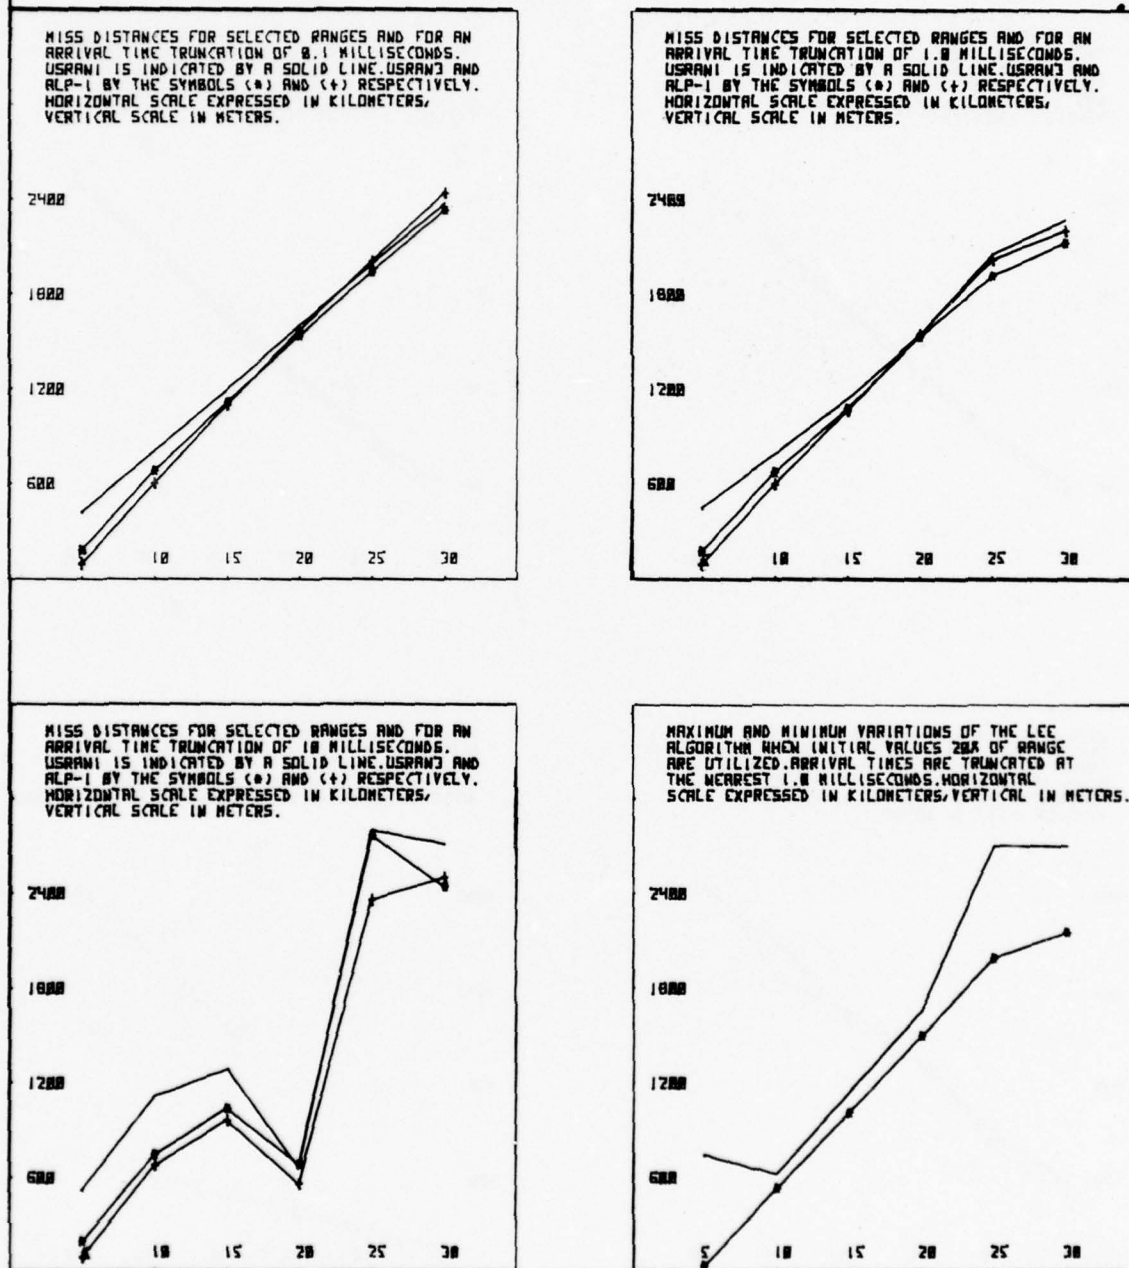 MISS DISTANCES FOR SELECTED RANGES AND FOR AN
ARRIVAL TIME TRUNCATION OF 0.1 MILLISECONDS.
USRAN1 IS INDICATED BY A SOLID LINE.USRAN3 AND
ALP-1 BY THE SYMBOLS (*) AND (+) RESPECTIVELY.
HORIZONTAL SCALE EXPRESSED IN KILOMETERS,
VERTICAL SCALE IN METERS.
2400
1800
1200
600
10 15 20 25 30
MISS DISTANCES FOR SELECTED RANGES AND FOR AN
ARRIVAL TIME TRUNCATION OF 1.0 MILLISECONDS.
USRAN1 IS INDICATED BY A SOLID LINE.USRAN3 AND
ALP-1 BY THE SYMBOLS (*) AND (+) RESPECTIVELY.
HORIZONTAL SCALE EXPRESSED IN KILOMETERS,
VERTICAL SCALE IN METERS.
2400
1800
1200
600
10 15 20 25 30
MISS DISTANCES FOR SELECTED RANGES AND FOR AN
ARRIVAL TIME TRUNCATION OF 10 MILLISECONDS.
USRAN1 IS INDICATED BY A SOLID LINE.USRAN3 AND
ALP-1 BY THE SYMBOLS (*) AND (+) RESPECTIVELY.
HORIZONTAL SCALE EXPRESSED IN KILOMETERS,
VERTICAL SCALE IN METERS.
2400
1800
1200
600
10 15 20 25 30
MAXIMUM AND MINIMUM VARIATIONS OF THE LEE
ALGORITHM WHEN INITIAL VALUES 20% OF RANGE
ARE UTILIZED.ARRIVAL TIMES ARE TRUNCATED AT
THE NEAREST 1.0 MILLISECONDS.HORIZONTAL
SCALE EXPRESSED IN KILOMETERS,VERTICAL IN METERS.
2400
1800
1200
600
5 10 15 20 25 30